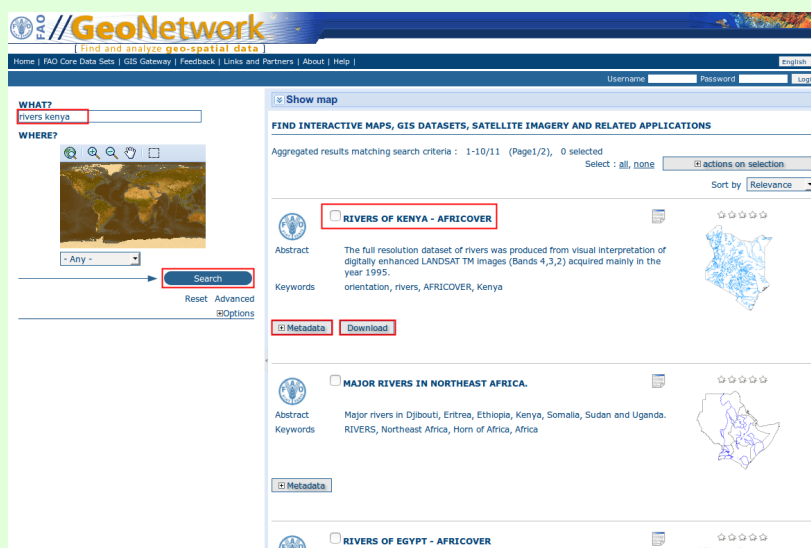 FAO
//GeoNetwork
[ Find and analyze geo-spatial data ]
Home | FAO Core Data Sets | GIS Gateway | Feedback | Links and Partners | About | Help |
English
Username
Password
WHAT?
rivers kenya
WHERE?
- Any -
Search
Reset Advanced
Options
Show map
FIND INTERACTIVE MAPS, GIS DATASETS, SATELLITE IMAGERY AND RELATED APPLICATIONS
Aggregated results matching search criteria : 1-10/11 (Page1/2), 0 selected
Select : all, none
actions on selection
Sort by Relevance
RIVERS OF KENYA - AFRICOVER
Abstract The full resolution dataset of rivers was produced from visual interpretation of
digitally enhanced LANDSAT TM images (Bands 4,3,2) acquired mainly in the
year 1995.
Keywords orientation, rivers, AFRICOVER, Kenya
Metadata Download
MAJOR RIVERS IN NORTHEAST AFRICA.
Abstract Major rivers in Djibouti, Eritrea, Ethiopia, Kenya, Somalia, Sudan and Uganda.
Keywords RIVERS, Northeast Africa, Horn of Africa, Africa
Metadata
RIVERS OF EGYPT - AFRICOVER